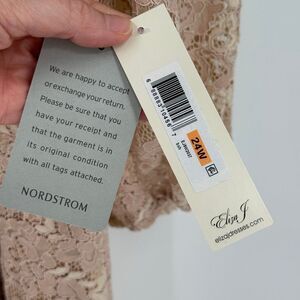 We are happy to accept
or exchange your return.
Please be sure that you
have your receipt and
that the garment is in
its original condition
with all tags attached.
NORDSTROM
24W
Eliza J
elizajdresses.com